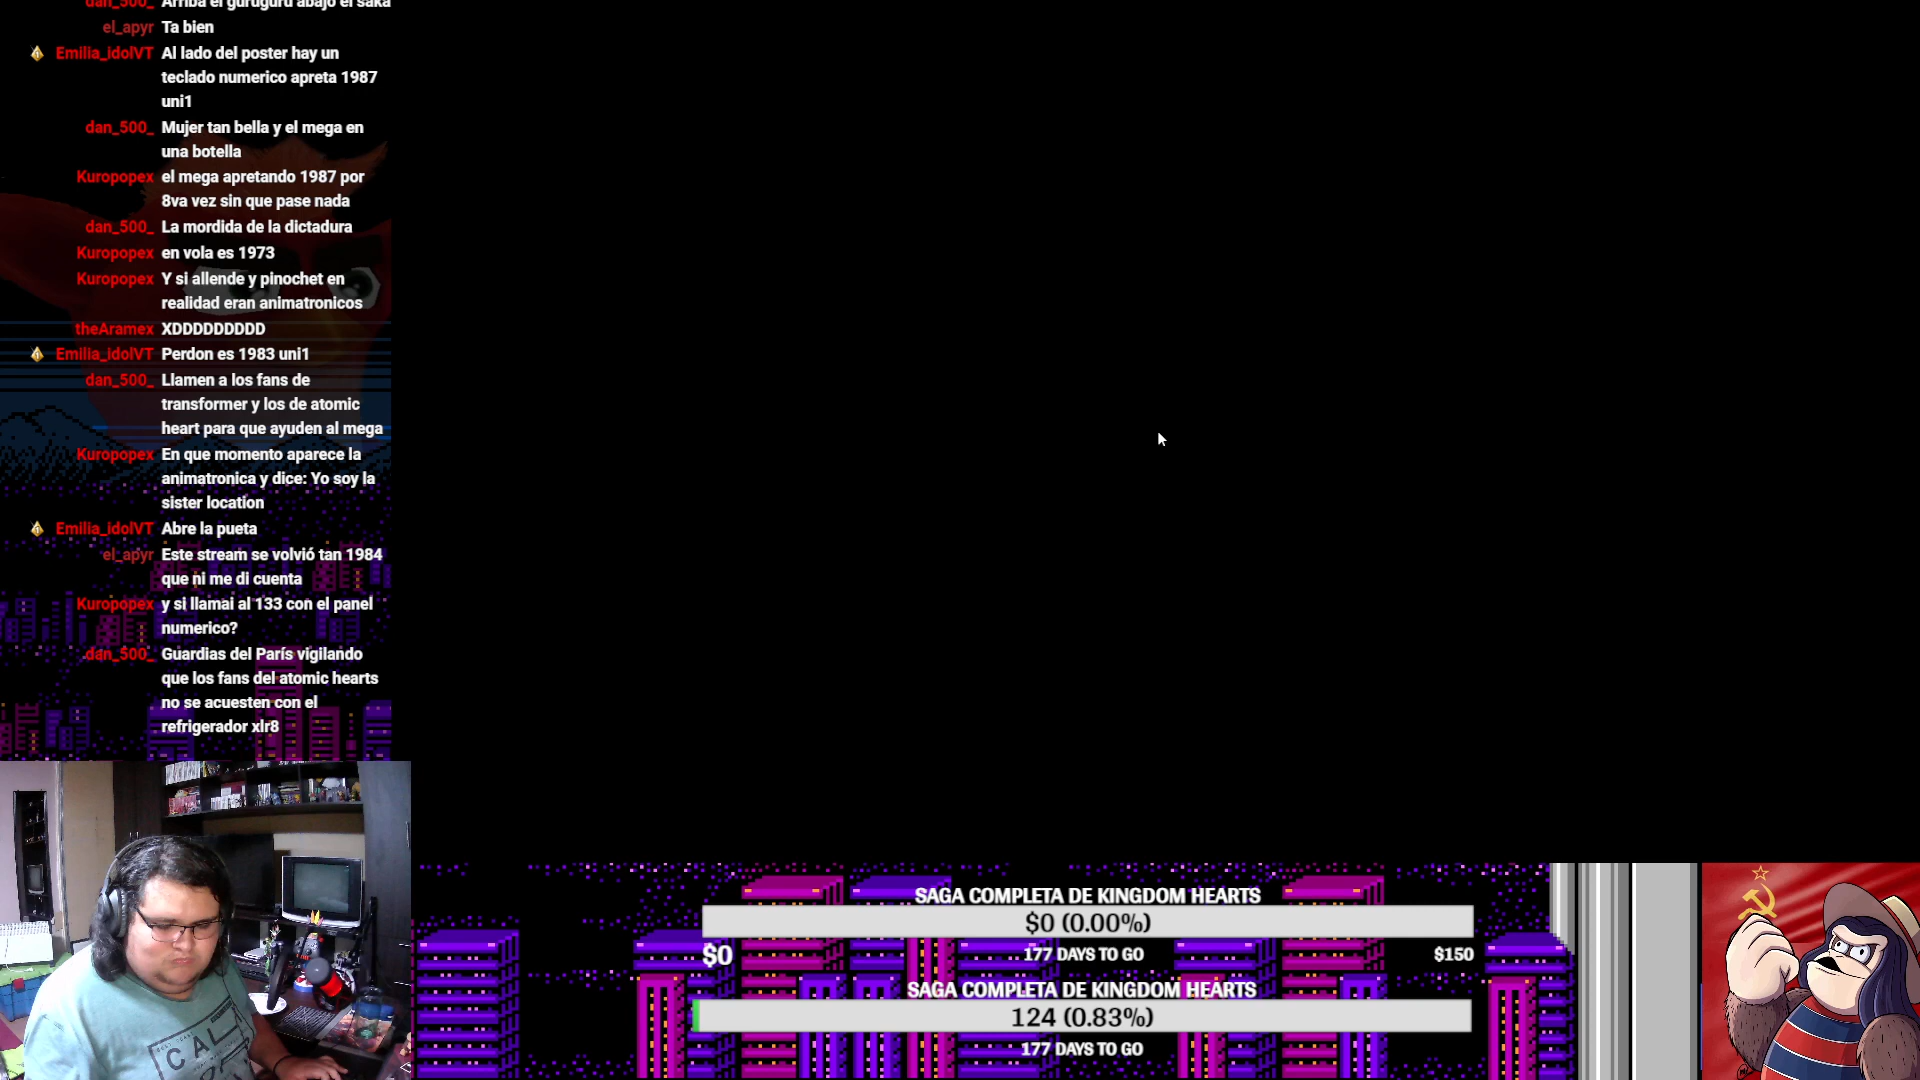 dan_500_ Arriba el guruguru abajo el saka
el_apyr Ta bien
Emilia_idolVT Al lado del poster hay un
teclado numerico apreta 1987
uni1
dan_500_ Mujer tan bella y el mega en
una botella
Kuropopex el mega apretando 1987 por
8va vez sin que pase nada
dan_500_ La mordida de la dictadura
Kuropopex en vola es 1973
Kuropopex Y si allende y pinochet en
realidad eran animatronicos
theAramex XDDDDDDDDD
Emilia_idolVT Perdon es 1983 uni1
dan_500_ Llamen a los fans de
transformer y los de atomic
heart para que ayuden al mega
Kuropopex En que momento aparece la
animatronica y dice: Yo soy la
sister location
Emilia_idolVT Abre la pueta
el_apyr Este stream se volvió tan 1984
que ni me di cuenta
Kuropopex y si llamai al 133 con el panel
numerico?
dan_500_ Guardias del París vigilando
que los fans del atomic hearts
no se acuesten con el
refrigerador xlr8
SAGA COMPLETA DE KINGDOM HEARTS
$0 (0.00%)
$0 177 DAYS TO GO $150
SAGA COMPLETA DE KINGDOM HEARTS
124 (0.83%)
177 DAYS TO GO